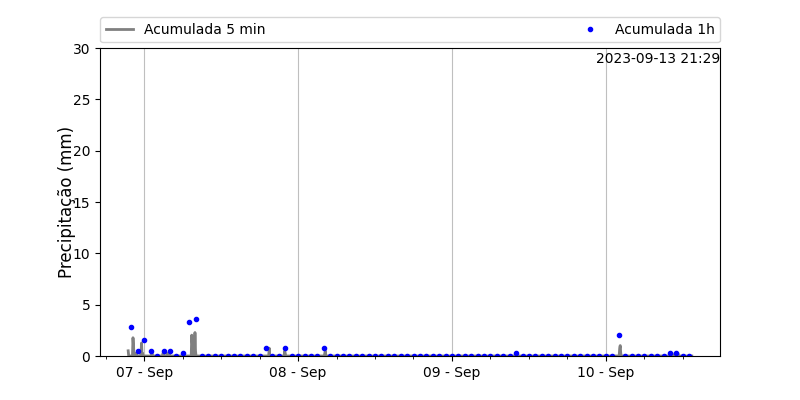 Acumulada 5 min
Acumulada 1h
2023-09-13 21:29
Precipitação (mm)
30
25
20
15
10
5
0
07 - Sep
08 - Sep
09 - Sep
10 - Sep